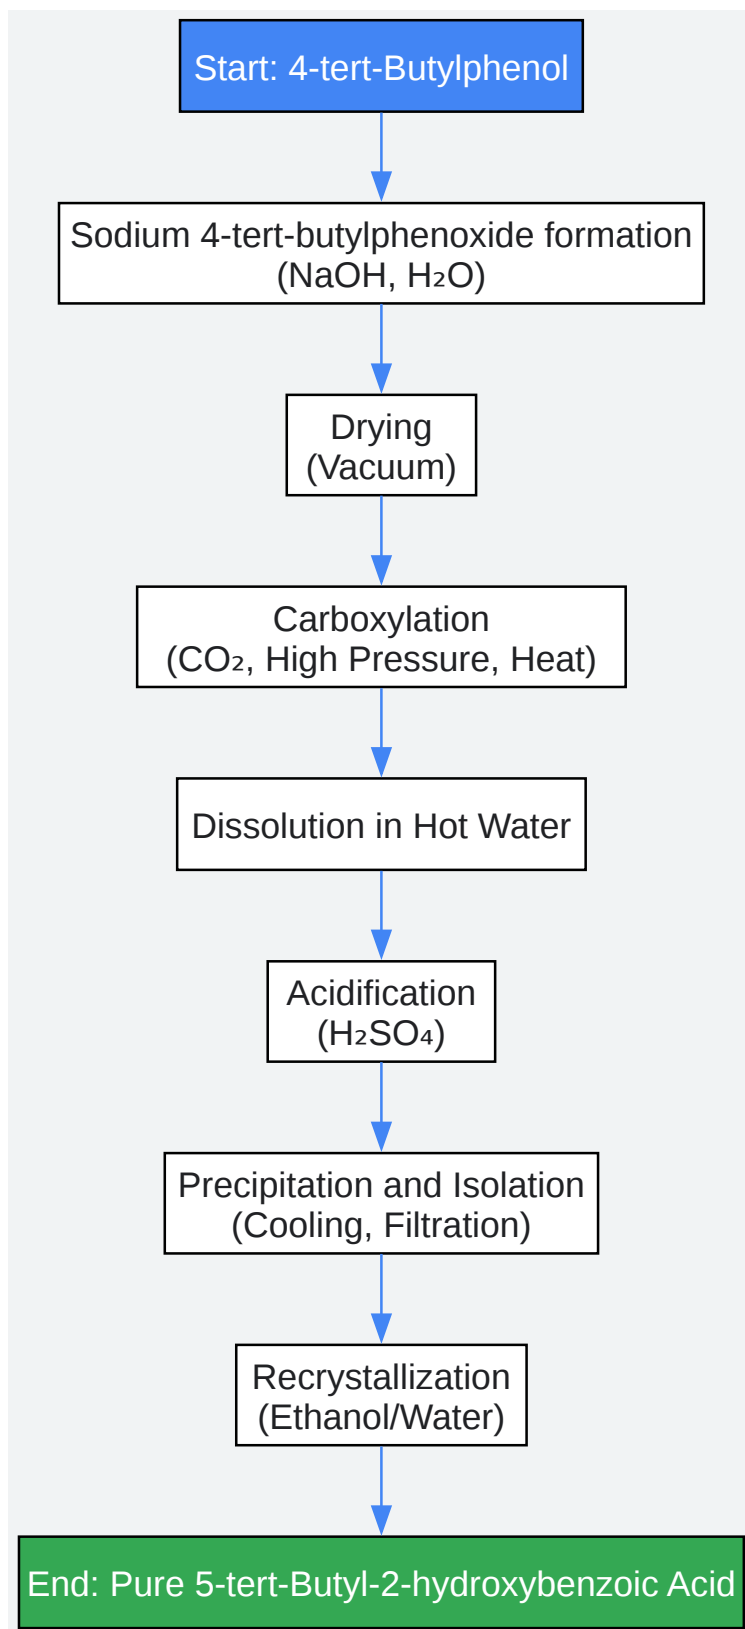 Start: 4-tert-Butylphenol
Sodium 4-tert-butylphenoxide formation
(NaOH, H₂O)
Drying
(Vacuum)
Carboxylation
(CO₂, High Pressure, Heat)
Dissolution in Hot Water
Acidification
(H₂SO₄)
Precipitation and Isolation
(Cooling, Filtration)
Recrystallization
(Ethanol/Water)
End: Pure 5-tert-Butyl-2-hydroxybenzoic Acid